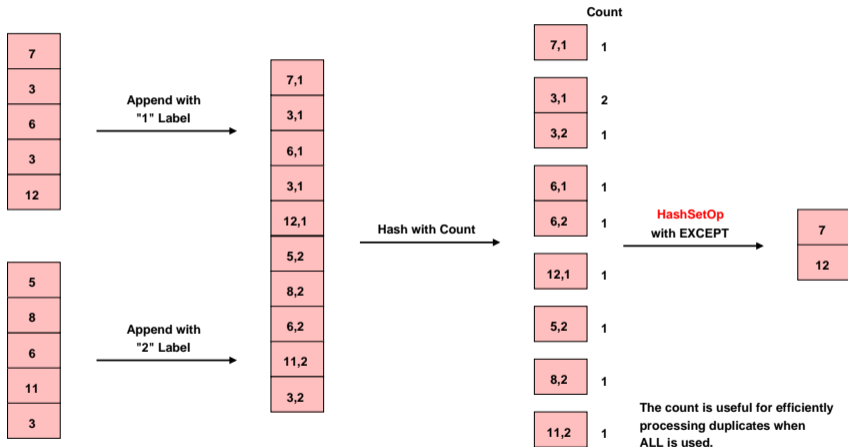 7
3
6
3
12
Append with
"1" Label
5
8
6
11
3
Append with
"2" Label
7,1
3,1
6,1
3,1
12,1
5,2
8,2
6,2
11,2
3,2
Hash with Count
Count
7,1 1
3,1 2
3,2 1
6,1 1
6,2 1
12,1 1
5,2 1
8,2 1
11,2 1
HashSetOp
with EXCEPT
7
12
The count is useful for efficiently
processing duplicates when
ALL is used.